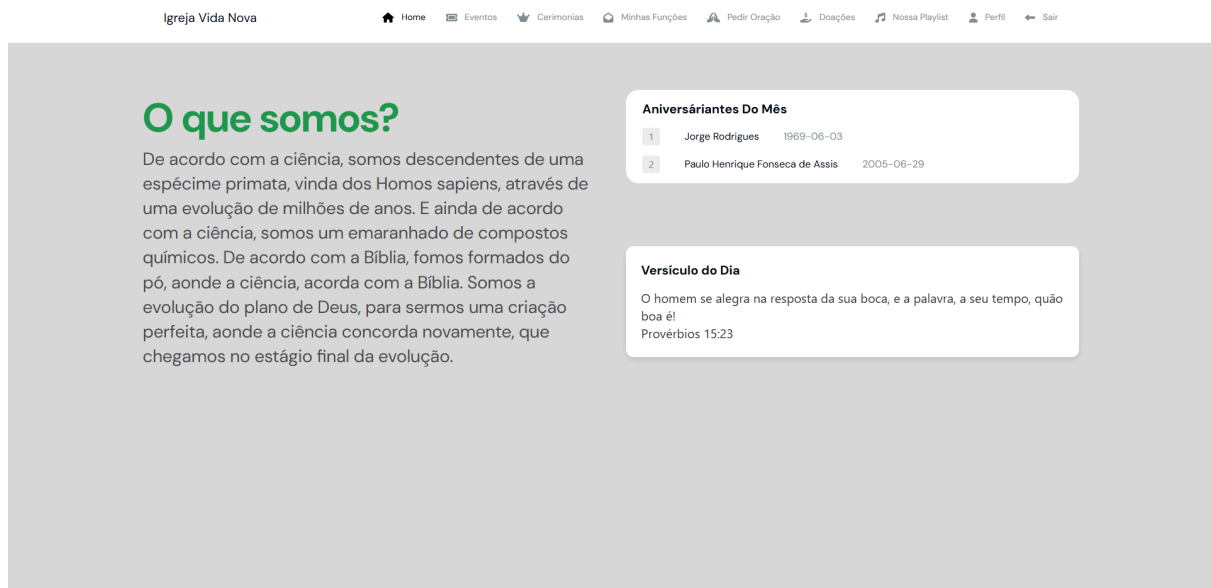 Igreja Vida Nova
Home
Eventos
Cerimonias
Minhas Funções
Pedir Oração
Doações
Nossa Playlist
Perfil
Sair
O que somos?
De acordo com a ciência, somos descendentes de uma
espécime primata, vinda dos Homos sapiens, através de
uma evolução de milhões de anos. E ainda de acordo
com a ciência, somos um emaranhado de compostos
químicos. De acordo com a Bíblia, fomos formados do
pó, aonde a ciência, acorda com a Bíblia. Somos a
evolução do plano de Deus, para sermos uma criação
perfeita, aonde a ciência concorda novamente, que
chegamos no estágio final da evolução.
Aniversáriantes Do Mês
1 Jorge Rodrigues 1969-06-03
2 Paulo Henrique Fonseca de Assis 2005-06-29
Versículo do Dia
O homem se alegra na resposta da sua boca, e a palavra, a seu tempo, quão
boa é!
Provérbios 15:23